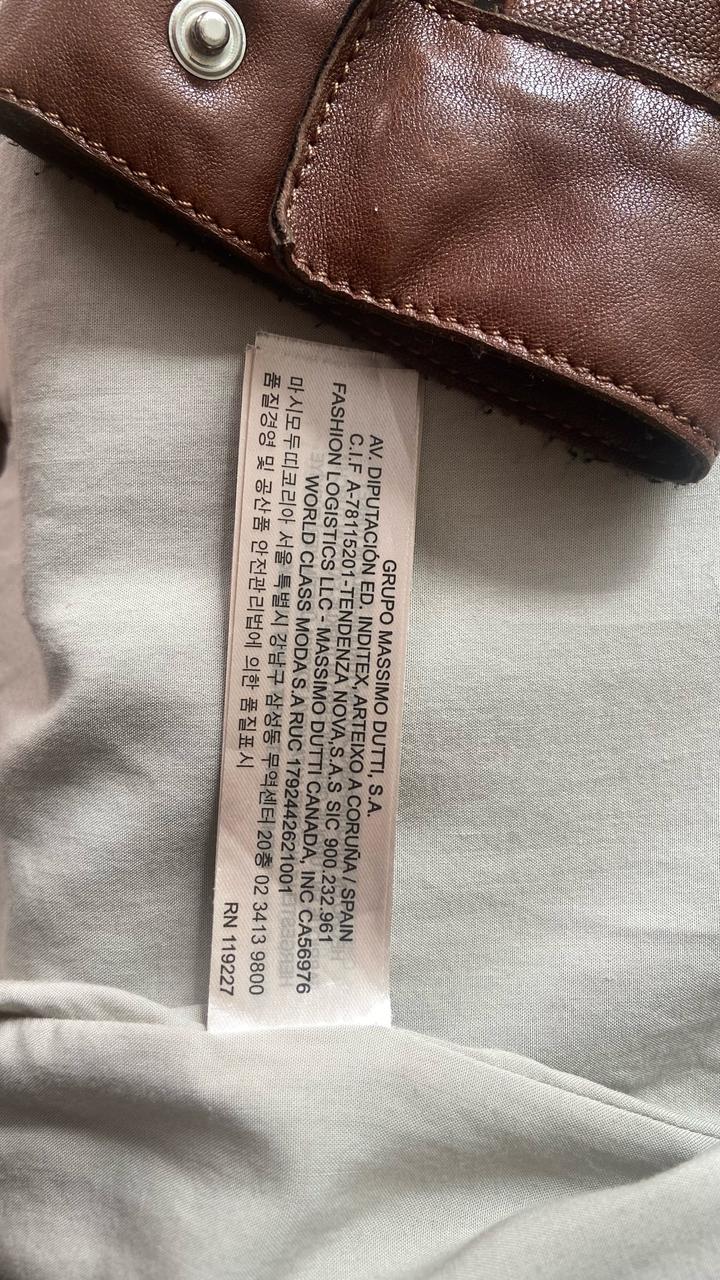 GRUPO MASSIMO DUTTI, S.A.
AV. DIPUTACIÓN ED. INDITEX, ARTEIXO A CORUÑA / SPAIN
C.I.F A-78115201-TENDENZA NOVA,S.A.S SIC 900.232.961
FASHION LOGISTICS LLC - MASSIMO DUTTI CANADA, INC CA56976
WORLD CLASS MODA S.A RUC 1792442621001
마시모두띠코리아 서울 특별시 강남구 삼성동 무역센터 20층 02 3413 9800
품질경영 및 공산품 안전관리법에 의한 품질표시
RN 119227